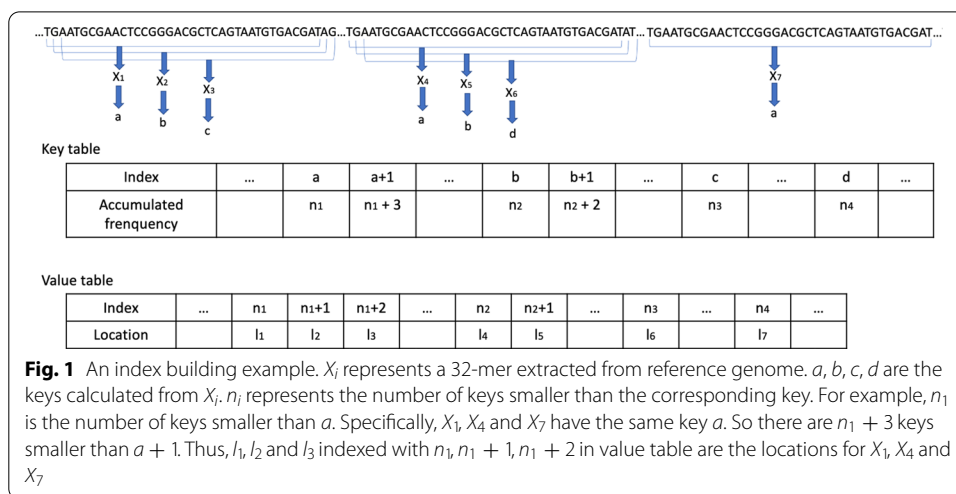 ...TGAATGCGAACTCCGGGACGCTCAGTAATGTGACGATAG...TGAATGCGAACTCCGGGACGCTCAGTAATGTGACGATAT... TGAATGCGAACTCCGGGACGCTCAGTAATGTGACGAT...
X1 X2 X3 X4 X5 X6 X7
a b c a b d a
Key table
Index ... a a+1 ... b b+1 ... c ... d ...
Accumulated frenquency n1 n1 + 3 n2 n2 + 2 n3 n4
Value table
Index ... n1 n1+1 n1+2 ... n2 n2+1 ... n3 ... n4 ...
Location l1 l2 l3 l4 l5 l6 l7
Fig. 1 An index building example. Xi represents a 32-mer extracted from reference genome. a, b, c, d are the
keys calculated from Xi. ni represents the number of keys smaller than the corresponding key. For example, n1
is the number of keys smaller than a. Specifically, X1, X4 and X7 have the same key a. So there are n1 + 3 keys
smaller than a + 1. Thus, l1, l2 and l3 indexed with n1, n1 + 1, n1 + 2 in value table are the locations for X1, X4 and
X7